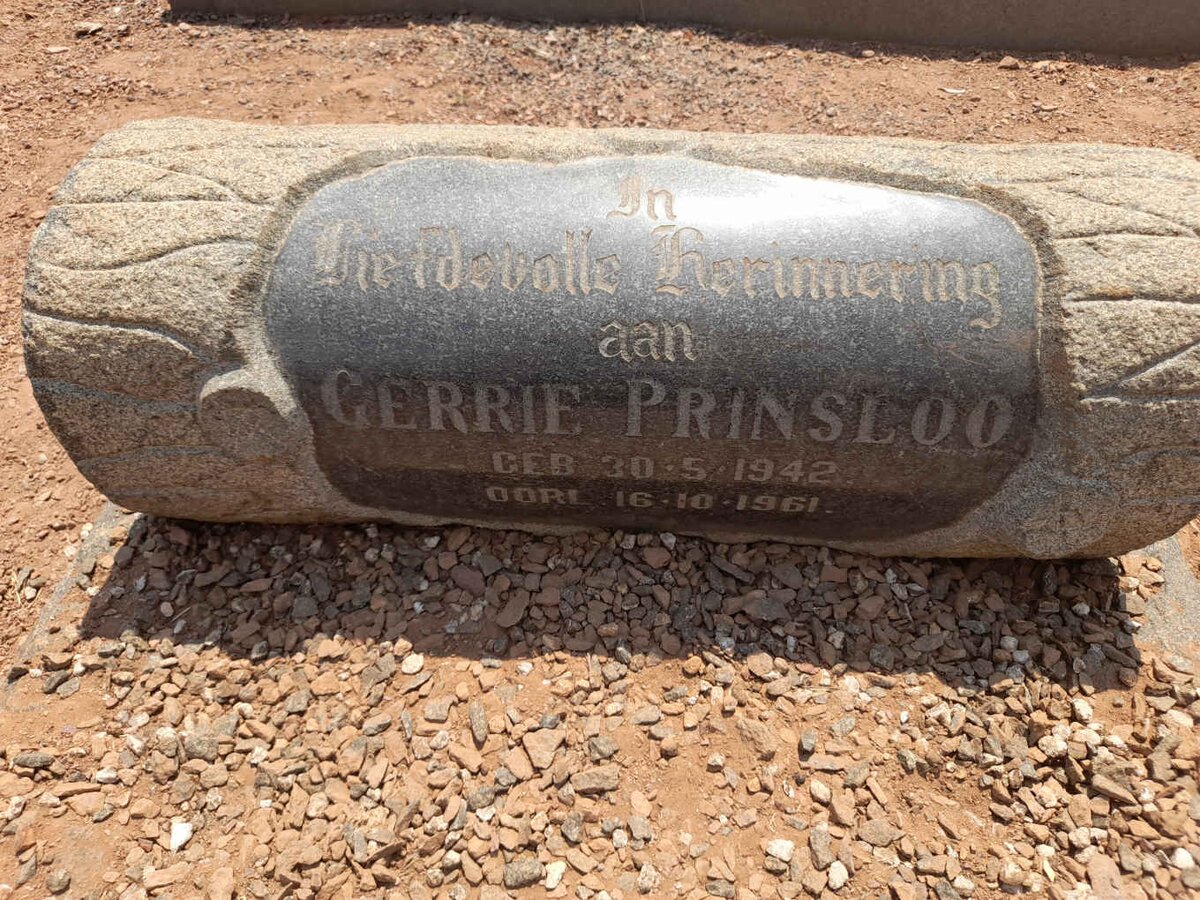 In
Liefdevolle Herinnering
aan
GERRIE PRINSLOO
GEB 30·5·1942.
OORL 16·10·1961.